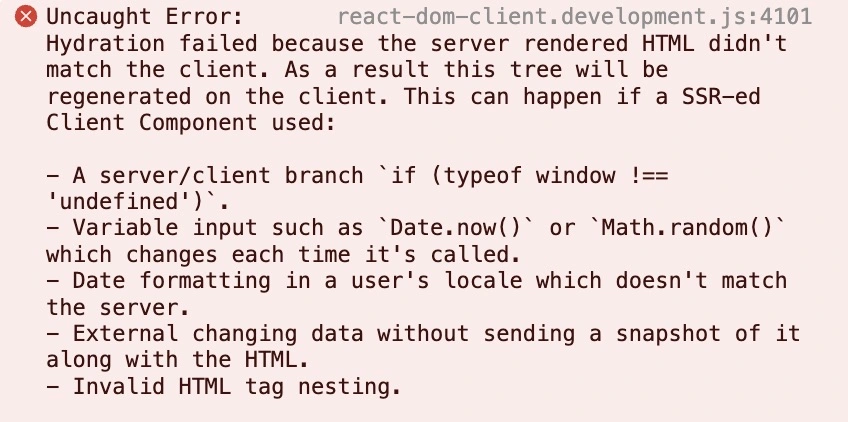 Uncaught Error: react-dom-client.development.js:4101
Hydration failed because the server rendered HTML didn't
match the client. As a result this tree will be
regenerated on the client. This can happen if a SSR-ed
Client Component used:
- A server/client branch `if (typeof window !==
'undefined')`.
- Variable input such as `Date.now()` or `Math.random()`
which changes each time it's called.
- Date formatting in a user's locale which doesn't match
the server.
- External changing data without sending a snapshot of it
along with the HTML.
- Invalid HTML tag nesting.